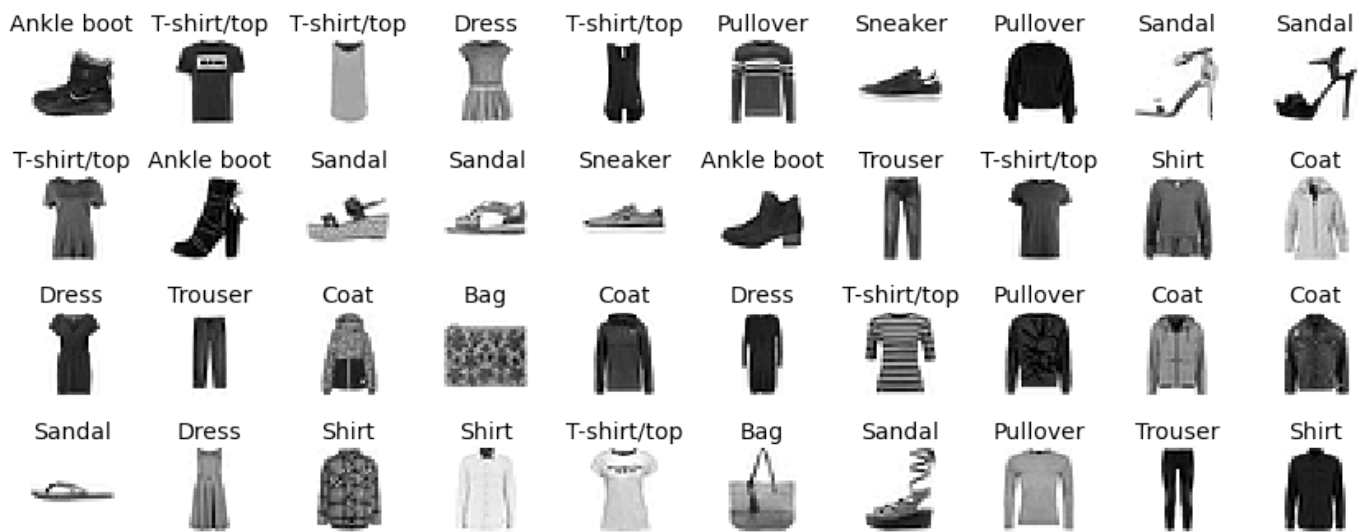 Ankle boot T-shirt/top T-shirt/top Dress T-shirt/top Pullover Sneaker Pullover Sandal Sandal
T-shirt/top Ankle boot Sandal Sandal Sneaker Ankle boot Trouser T-shirt/top Shirt Coat
Dress Trouser Coat Bag Coat Dress T-shirt/top Pullover Coat Coat
Sandal Dress Shirt Shirt T-shirt/top Bag Sandal Pullover Trouser Shirt